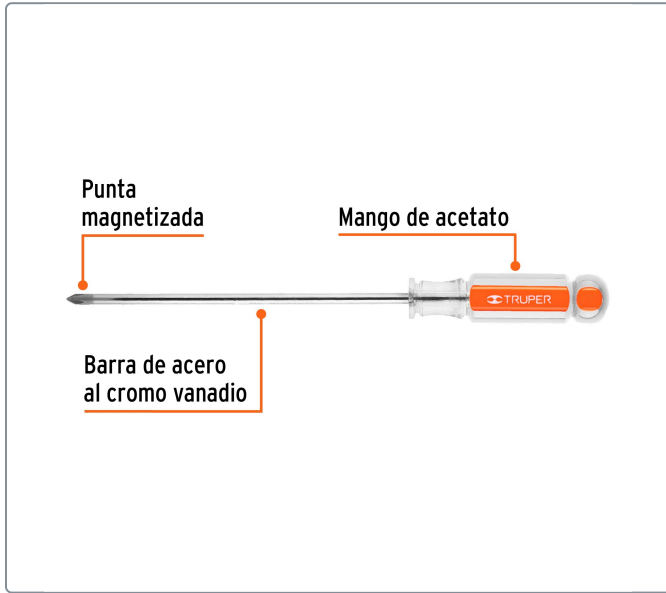 Punta
magnetizada
Mango de acetato
TRUPER
Barra de acero
al cromo vanadio